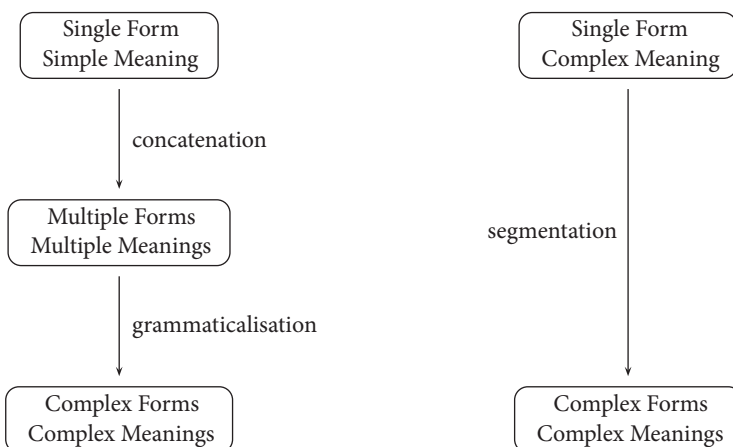 Single Form
Simple Meaning
concatenation
Multiple Forms
Multiple Meanings
grammaticalisation
Complex Forms
Complex Meanings
Single Form
Complex Meaning
segmentation
Complex Forms
Complex Meanings